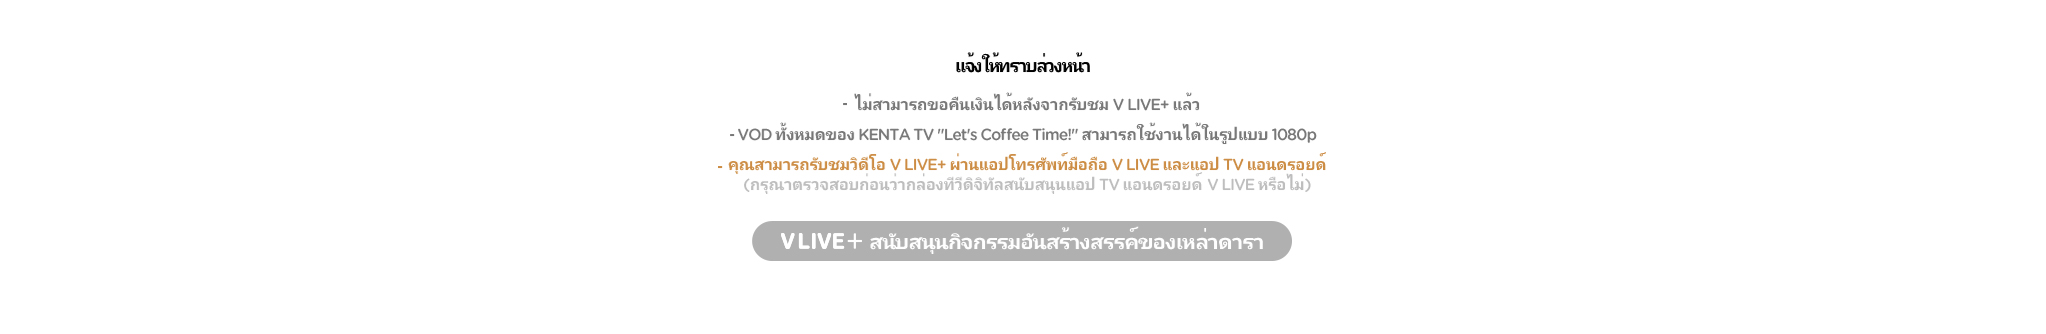 แจ้งให้ทราบล่วงหน้า
- ไม่สามารถขอคืนเงินได้หลังจากรับชม V LIVE+ แล้ว
- VOD ทั้งหมดของ KENTA TV "Let's Coffee Time!" สามารถใช้งานได้ในรูปแบบ 1080p
- คุณสามารถรับชมวิดีโอ V LIVE+ ผ่านแอปโทรศัพท์มือถือ V LIVE และแอป TV แอนดรอยด์
(กรุณาตรวจสอบก่อนว่ากล่องทีวีดิจิทัลสนับสนุนแอป TV แอนดรอยด์ V LIVE หรือไม่)
V LIVE+ สนับสนุนกิจกรรมอันสร้างสรรค์ของเหล่าดารา